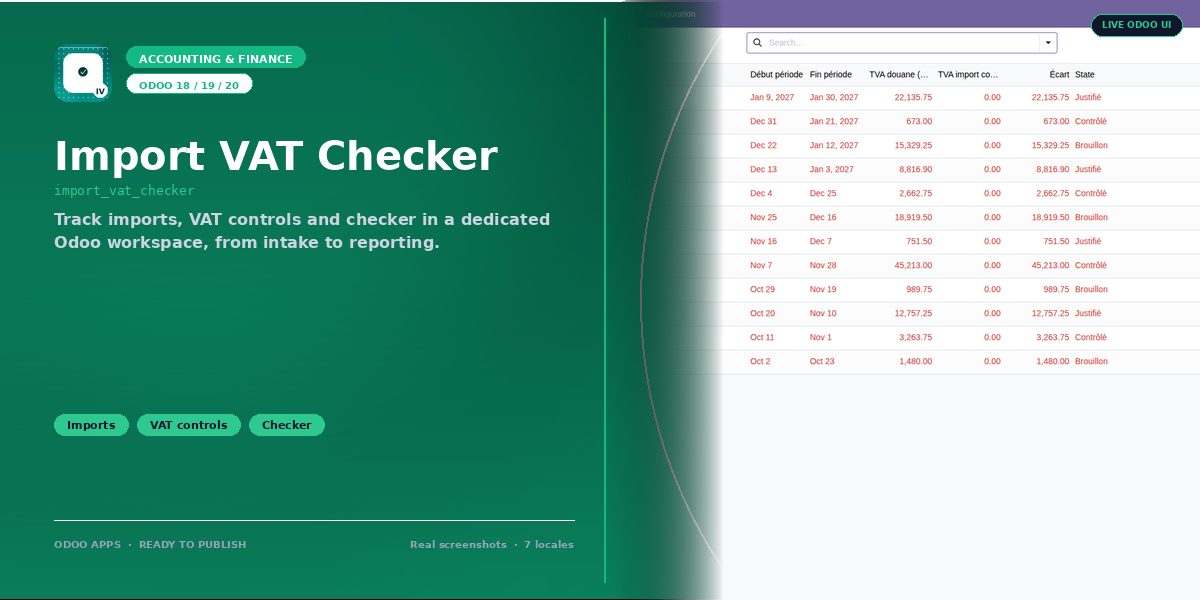 ACCOUNTING & FINANCE
ODOO 18 / 19 / 20
IV
Import VAT Checker
import_vat_checker
Track imports, VAT controls and checker in a dedicated
Odoo workspace, from intake to reporting.
Imports VAT controls Checker
ODOO APPS · READY TO PUBLISH
Real screenshots · 7 locales
Configuration
LIVE ODOO UI
Search...
Début période Fin période TVA douane (... TVA import co... Écart State
Jan 9, 2027 Jan 30, 2027 22,135.75 0.00 22,135.75 Justifié
Dec 31 Jan 21, 2027 673.00 0.00 673.00 Contrôlé
Dec 22 Jan 12, 2027 15,329.25 0.00 15,329.25 Brouillon
Dec 13 Jan 3, 2027 8,816.90 0.00 8,816.90 Justifié
Dec 4 Dec 25 2,662.75 0.00 2,662.75 Contrôlé
Nov 25 Dec 16 18,919.50 0.00 18,919.50 Brouillon
Nov 16 Dec 7 751.50 0.00 751.50 Justifié
Nov 7 Nov 28 45,213.00 0.00 45,213.00 Contrôlé
Oct 29 Nov 19 989.75 0.00 989.75 Brouillon
Oct 20 Nov 10 12,757.25 0.00 12,757.25 Justifié
Oct 11 Nov 1 3,263.75 0.00 3,263.75 Contrôlé
Oct 2 Oct 23 1,480.00 0.00 1,480.00 Brouillon